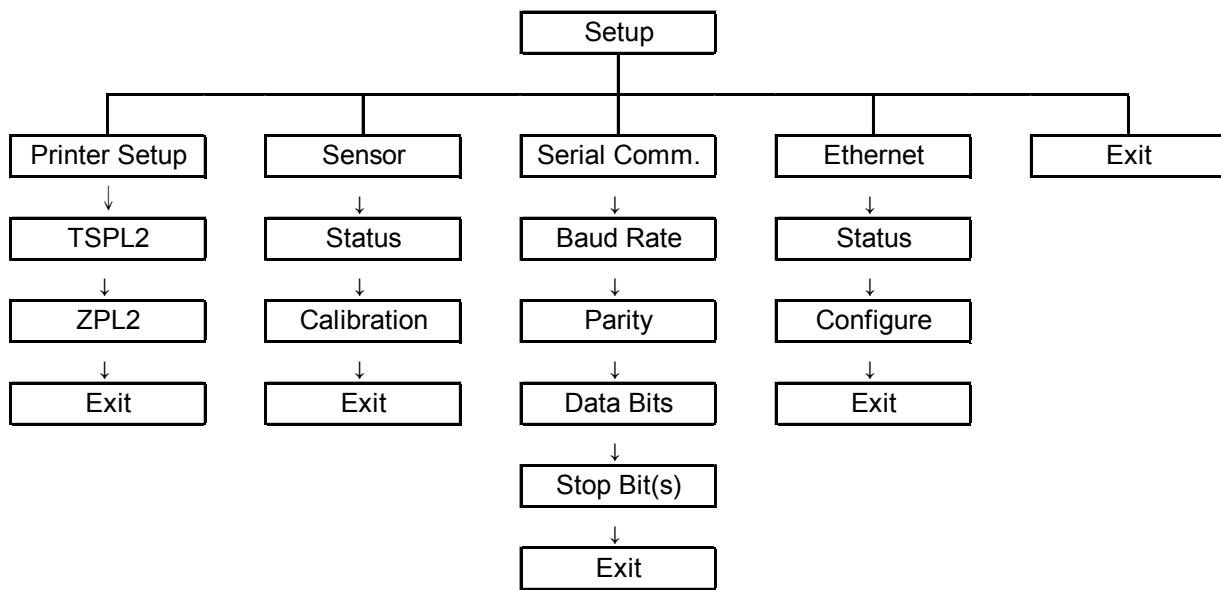 Setup
Printer Setup
Sensor
Serial Comm.
Ethernet
Exit
↓
↓
↓
↓
TSPL2
Status
Baud Rate
Status
↓
↓
↓
↓
ZPL2
Calibration
Parity
Configure
↓
↓
↓
↓
Exit
Exit
Data Bits
Exit
↓
Stop Bit(s)
↓
Exit